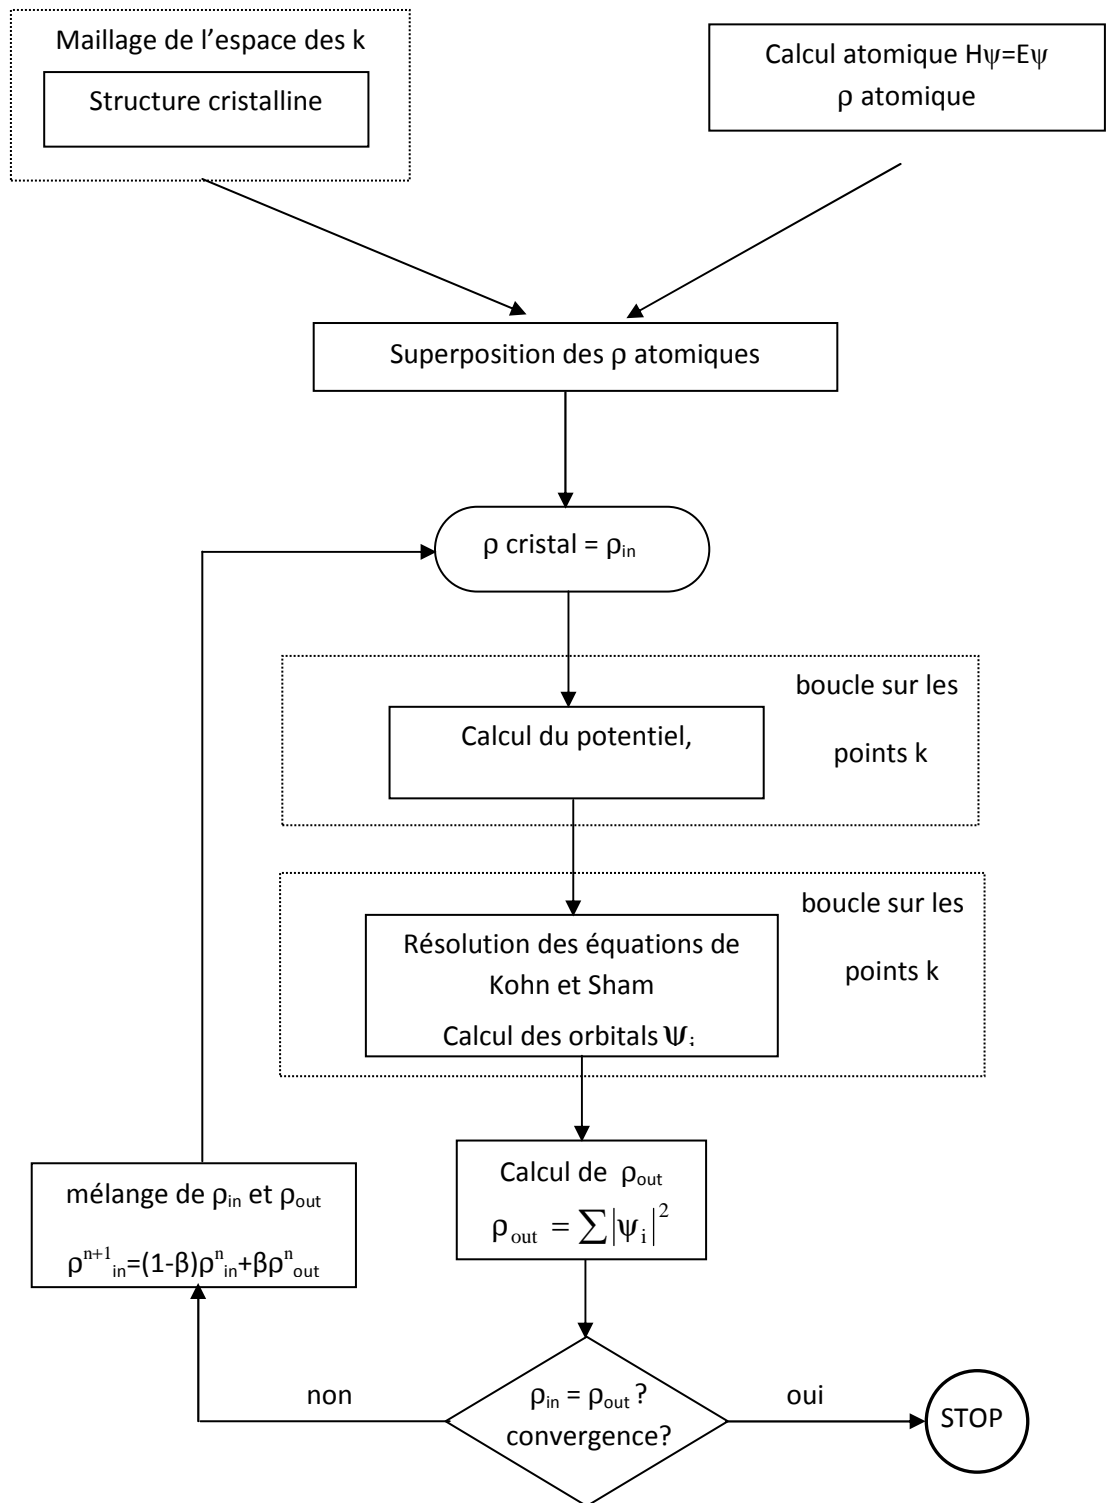 Maillage de l’espace des k
Structure cristalline
Calcul atomique Hψ=Eψ
ρ atomique
Superposition des ρ atomiques
ρ cristal = ρin
boucle sur les
points k
Calcul du potentiel,
boucle sur les
points k
Résolution des équations de
Kohn et Sham
Calcul des orbitals Ψi
Calcul de ρout
ρout = ∑|ψi|²
mélange de ρin et ρout
ρⁿ⁺¹in=(1-β)ρⁿin+βρⁿout
ρin = ρout ?
convergence?
non
oui
STOP